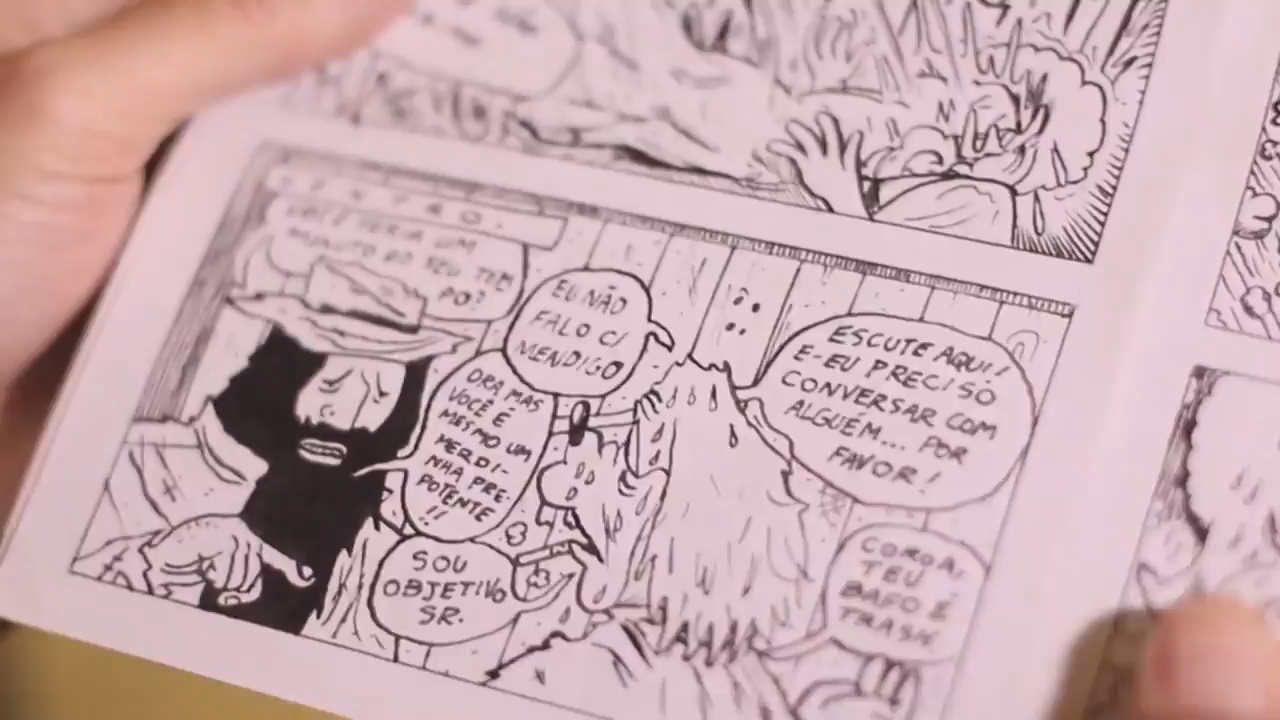 CENTRO.
VOCÊ TERIA UM
MINUTO DO SEU TEM
PO?
EU NÃO
FALO C/
MENDIGO
ORA MAS
VOCÊ É
MESMO UM
MERDI-
NHA PRE-
POTENTE
!!
SOU
OBJETIVO
SR.
ESCUTE AQUI!
E-EU PRECISO
CONVERSAR COM
ALGUÉM... POR
FAVOR!
COROA,
TEU
BAFO É
TRASH